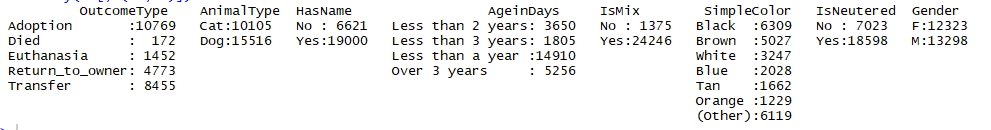 OutcomeType AnimalType HasName AgeinDays IsMix SimpleColor IsNeutered Gender
Adoption :10769 Cat:10105 No : 6621 Less than 2 years: 3650 No : 1375 Black :6309 No : 7023 F:12323
Died : 172 Dog:15516 Yes:19000 Less than 3 years: 1805 Yes:24246 Brown :5027 Yes:18598 M:13298
Euthanasia : 1452 Less than a year :14910 White :3247
Return_to_owner: 4773 Over 3 years : 5256 Blue :2028
Transfer : 8455 Tan :1662
Orange :1229
(Other):6119
>